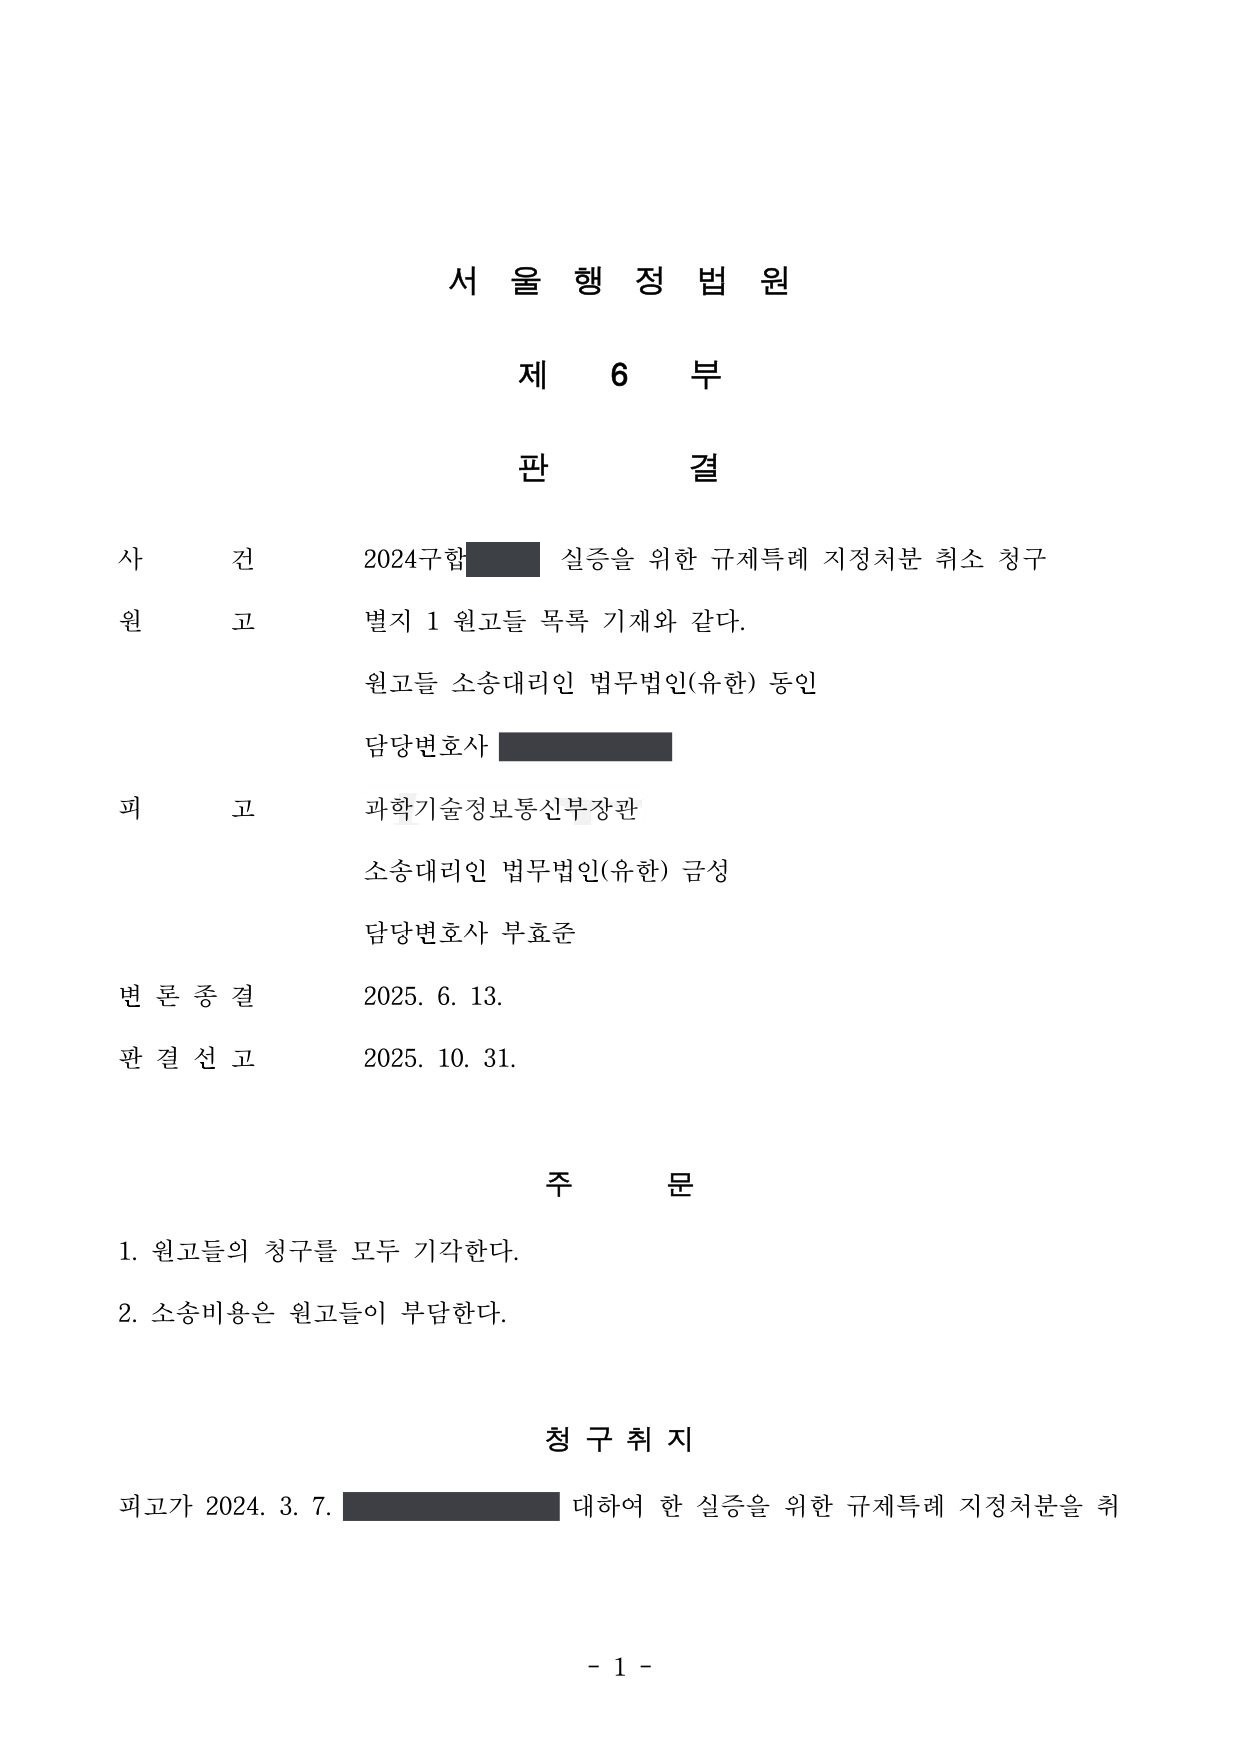 서 울 행 정 법 원
제 6 부
판 결
사 건 2024구합 실증을 위한 규제특례 지정처분 취소 청구
원 고 별지 1 원고들 목록 기재와 같다.
원고들 소송대리인 법무법인(유한) 동인
담당변호사
피 고 과학기술정보통신부장관
소송대리인 법무법인(유한) 금성
담당변호사 부효준
변 론 종 결 2025. 6. 13.
판 결 선 고 2025. 10. 31.
주 문
1. 원고들의 청구를 모두 기각한다.
2. 소송비용은 원고들이 부담한다.
청 구 취 지
피고가 2024. 3. 7. 대하여 한 실증을 위한 규제특례 지정처분을 취
- 1 -